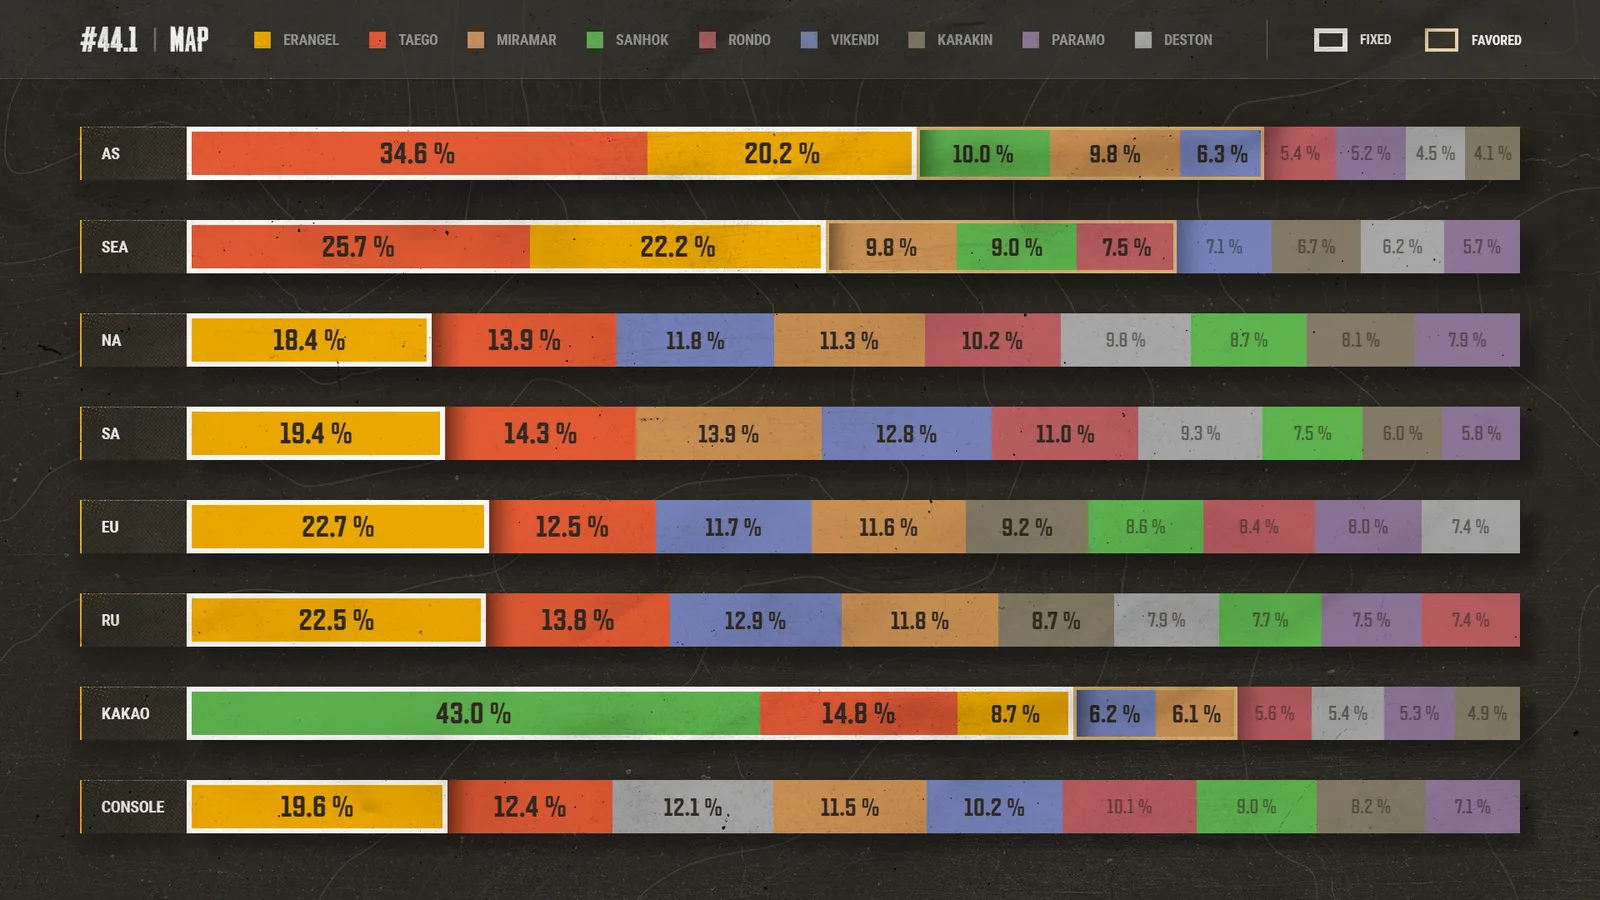 #44.1 | MAP ERANGEL TAEGO MIRAMAR SANHOK RONDO VIKENDI KARAKIN PARAMO DESTON FIXED FAVORED
AS 34.6 % 20.2 % 10.0 % 9.8 % 6.3 % 5.4 % 5.2 % 4.5 % 4.1 %
SEA 25.7 % 22.2 % 9.8 % 9.0 % 7.5 % 7.1 % 6.7 % 6.2 % 5.7 %
NA 18.4 % 13.9 % 11.8 % 11.3 % 10.2 % 9.8 % 8.7 % 8.1 % 7.9 %
SA 19.4 % 14.3 % 13.9 % 12.8 % 11.0 % 9.3 % 7.5 % 6.0 % 5.8 %
EU 22.7 % 12.5 % 11.7 % 11.6 % 9.2 % 8.6 % 8.4 % 8.0 % 7.4 %
RU 22.5 % 13.8 % 12.9 % 11.8 % 8.7 % 7.9 % 7.7 % 7.5 % 7.4 %
KAKAO 43.0 % 14.8 % 8.7 % 6.2 % 6.1 % 5.6 % 5.4 % 5.3 % 4.9 %
CONSOLE 19.6 % 12.4 % 12.1 % 11.5 % 10.2 % 10.1 % 9.0 % 8.2 % 7.1 %